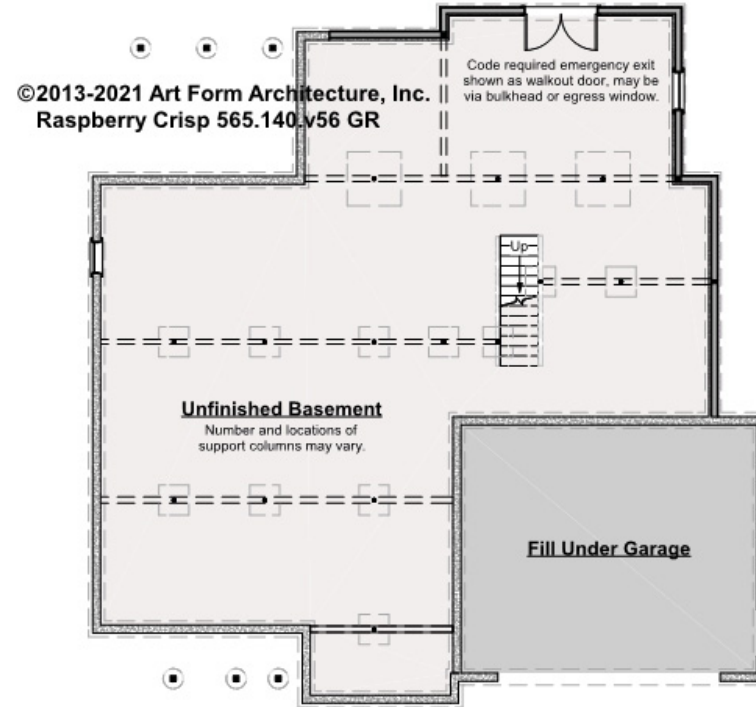 Code required emergency exit
shown as walkout door, may be
via bulkhead or egress window.
©2013-2021 Art Form Architecture, Inc.
Raspberry Crisp 565.140.v56 GR
Up
Unfinished Basement
Number and locations of
support columns may vary.
Fill Under Garage